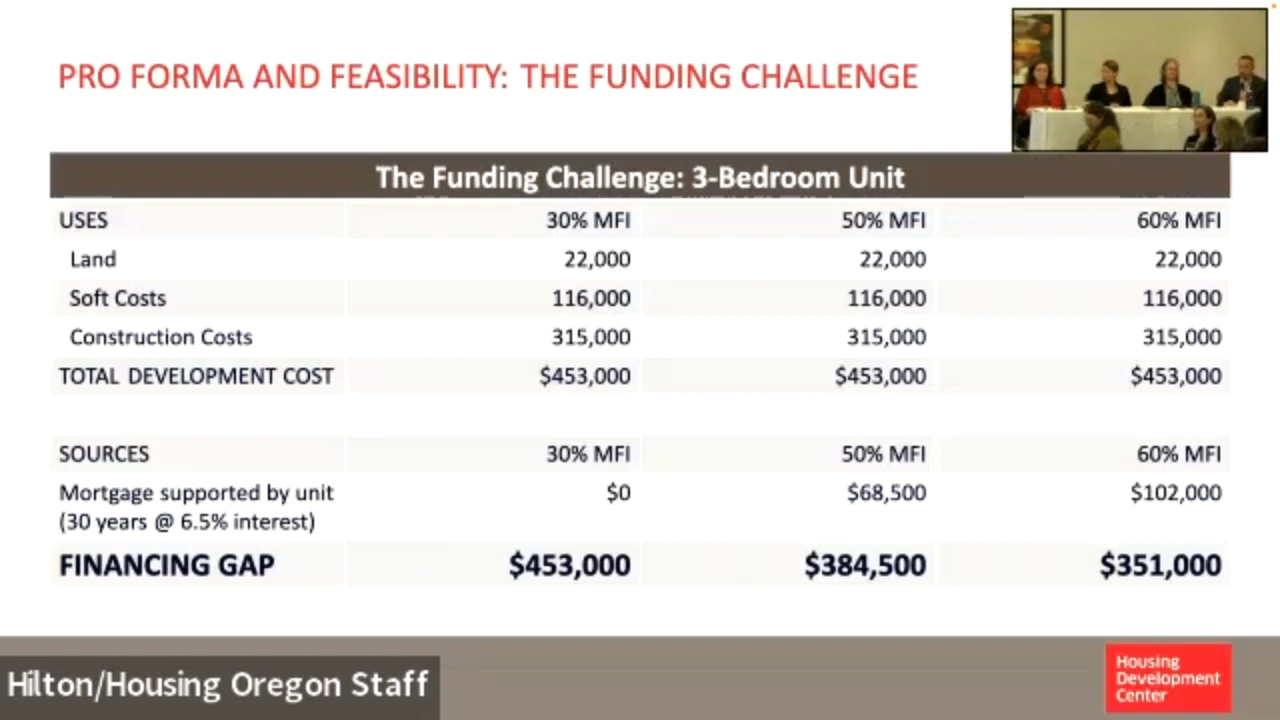 PRO FORMA AND FEASIBILITY: THE FUNDING CHALLENGE
The Funding Challenge: 3-Bedroom Unit
USES 30% MFI 50% MFI 60% MFI
Land 22,000 22,000 22,000
Soft Costs 116,000 116,000 116,000
Construction Costs 315,000 315,000 315,000
TOTAL DEVELOPMENT COST $453,000 $453,000 $453,000
SOURCES 30% MFI 50% MFI 60% MFI
Mortgage supported by unit $0 $68,500 $102,000
(30 years @ 6.5% interest)
FINANCING GAP $453,000 $384,500 $351,000
Hilton/Housing Oregon Staff
Housing
Development
Center